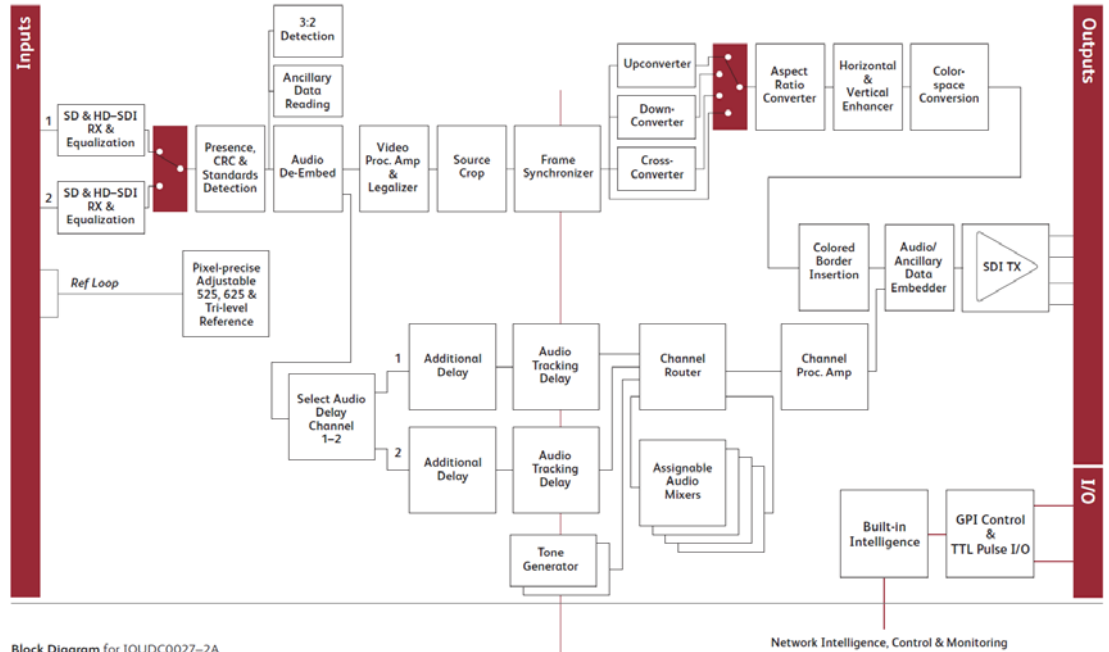 Inputs
Outputs
I/O
3:2
Detection
Ancillary
Data
Reading
1
SD & HD–SDI
RX &
Equalization
2
SD & HD–SDI
RX &
Equalization
Presence,
CRC &
Standards
Detection
Audio
De-Embed
Video
Proc. Amp
&
Legalizer
Source
Crop
Frame
Synchronizer
Upconverter
Down-
Converter
Cross-
Converter
Aspect
Ratio
Converter
Horizontal
&
Vertical
Enhancer
Color-
space
Conversion
Ref Loop
Pixel-precise
Adjustable
525, 625 &
Tri-level
Reference
Colored
Border
Insertion
Audio/
Ancillary
Data
Embedder
SDI TX
Select Audio
Delay
Channel
1–2
1
Additional
Delay
Audio
Tracking
Delay
Channel
Router
Channel
Proc. Amp
2
Additional
Delay
Audio
Tracking
Delay
Assignable
Audio
Mixers
Tone
Generator
Built-in
Intelligence
GPI Control
&
TTL Pulse I/O
Network Intelligence, Control & Monitoring
Block Diagram for IQUDC0027–2A